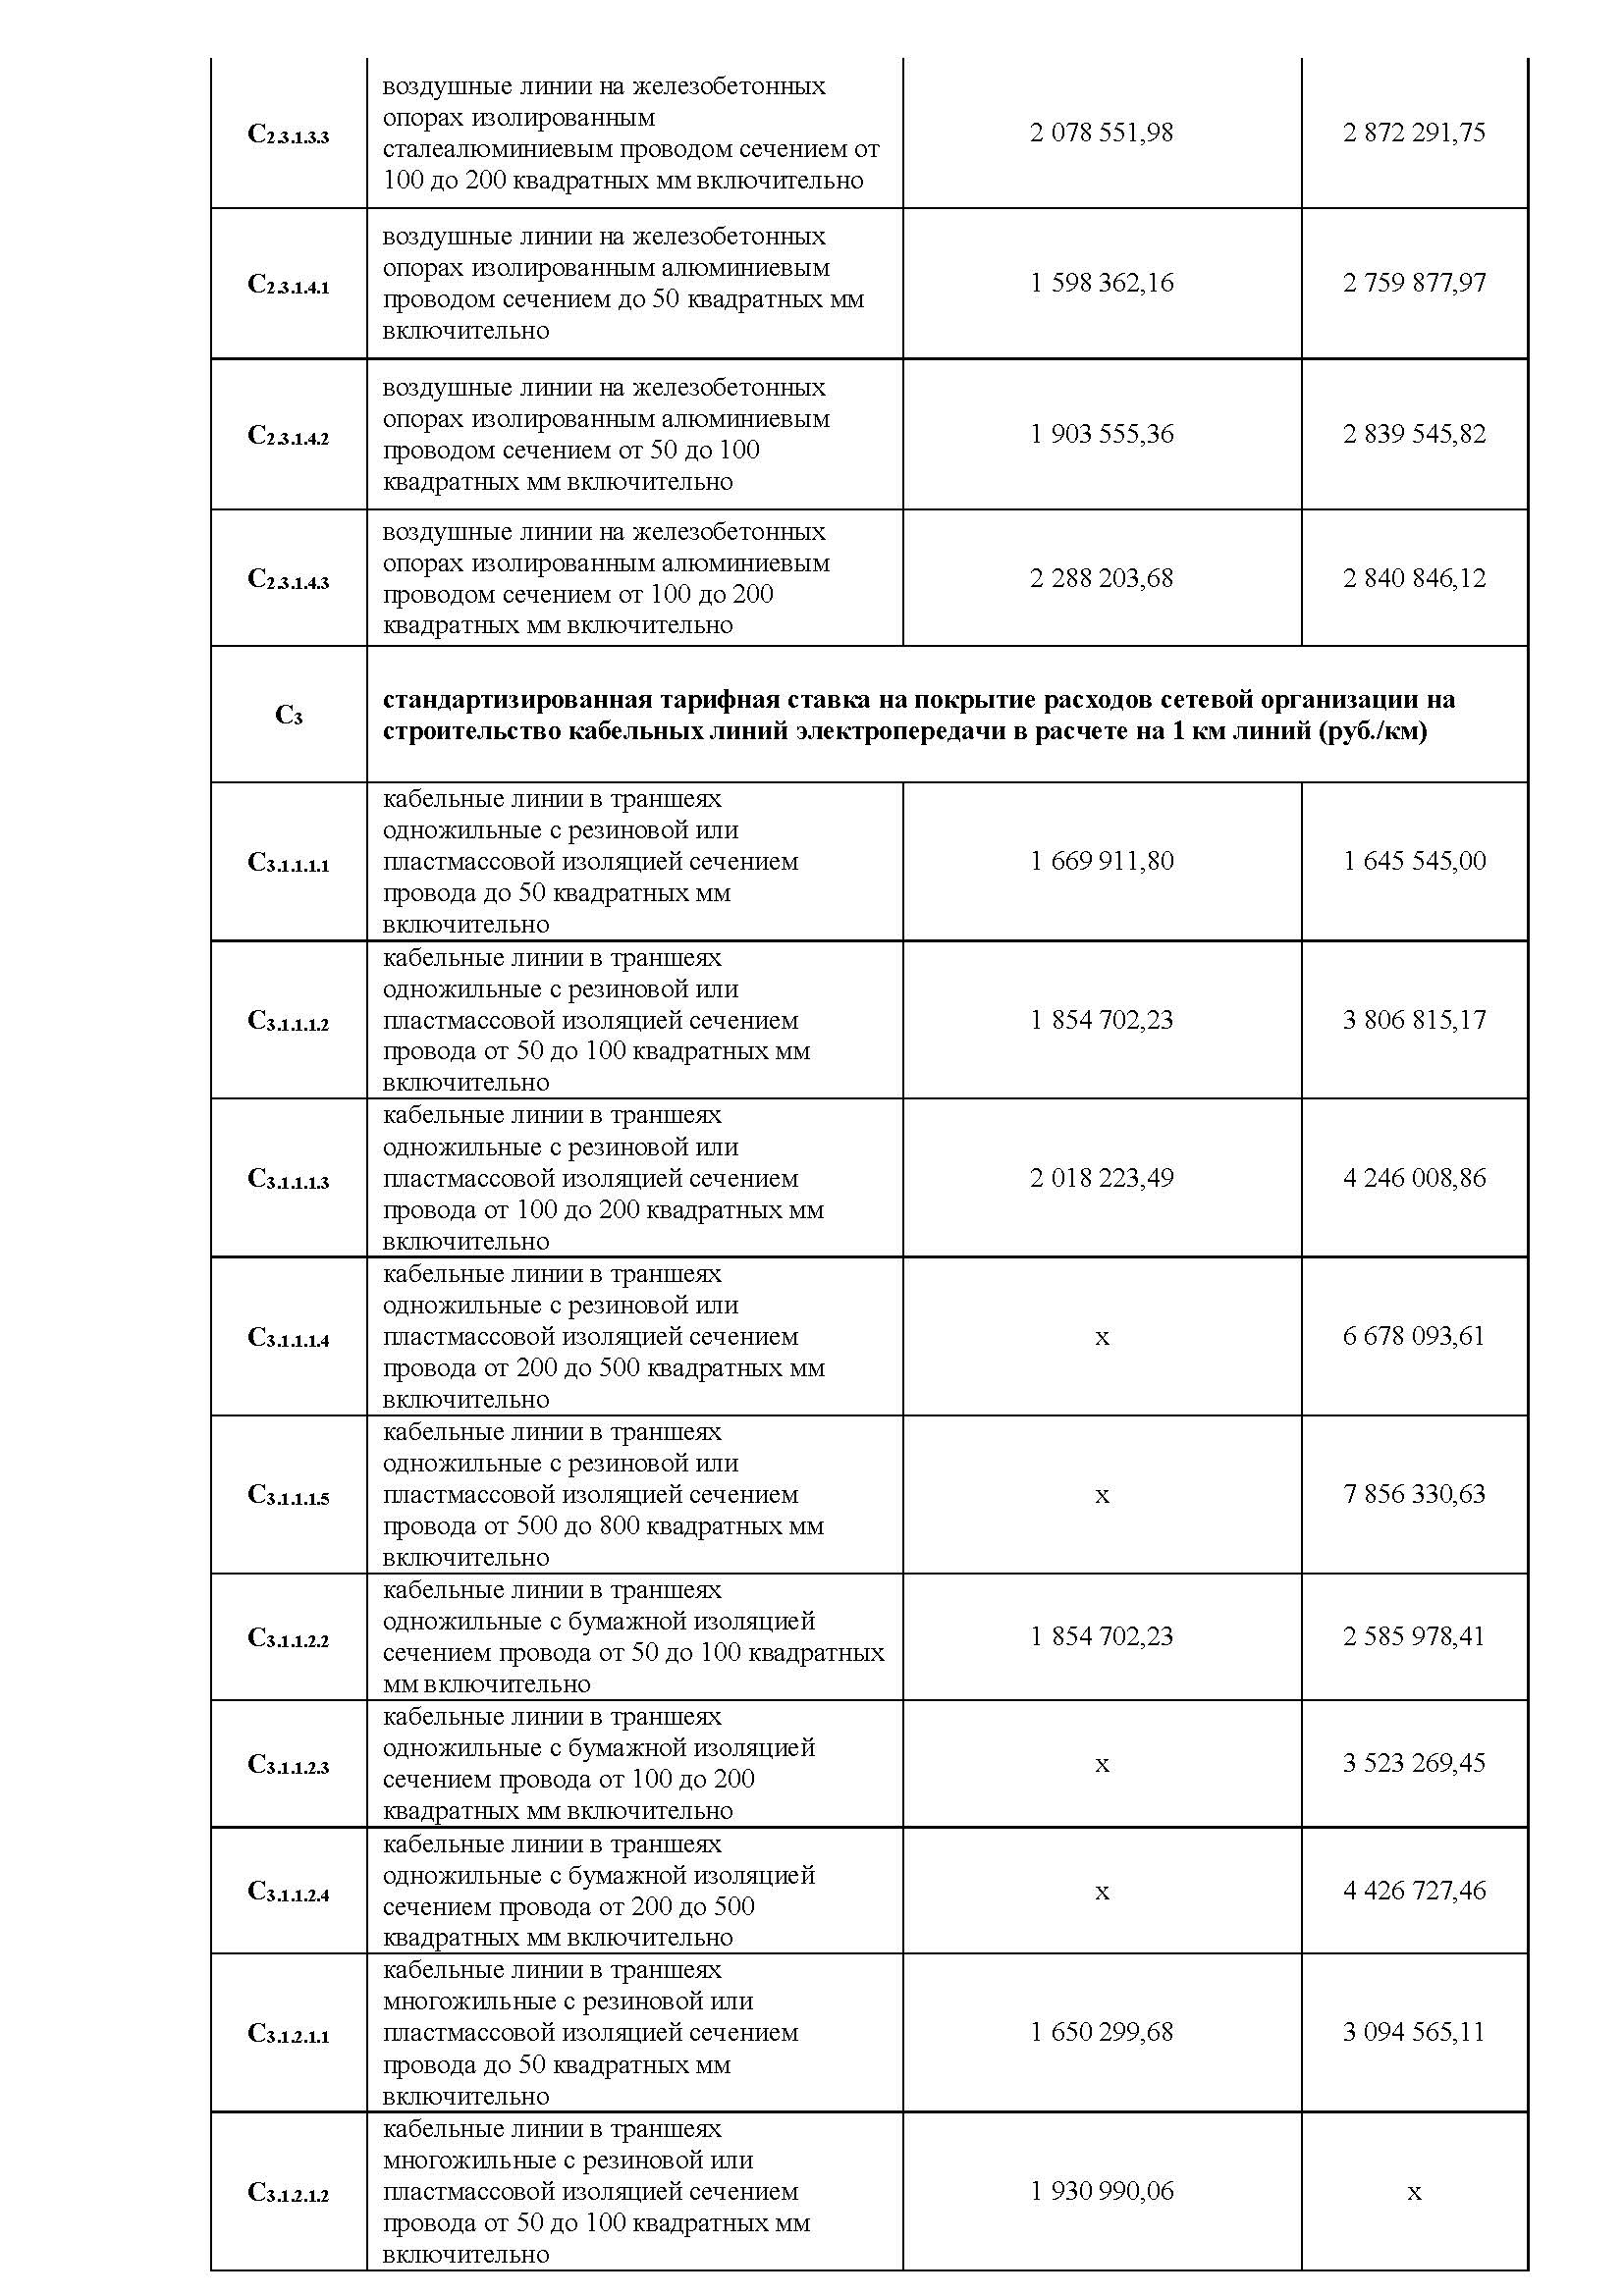 воздушные линии на железобетонных
опорах изолированным
сталеалюминиевым проводом сечением от
100 до 200 квадратных мм включительно
С2.3.1.3.3
2 078 551,98
2 872 291,75
воздушные линии на железобетонных
опорах изолированным алюминиевым
проводом сечением до 50 квадратных мм
включительно
С2.3.1.4.1
1 598 362,16
2 759 877,97
воздушные линии на железобетонных
опорах изолированным алюминиевым
проводом сечением от 50 до 100
квадратных мм включительно
С2.3.1.4.2
1 903 555,36
2 839 545,82
воздушные линии на железобетонных
опорах изолированным алюминиевым
проводом сечением от 100 до 200
квадратных мм включительно
С2.3.1.4.3
2 288 203,68
2 840 846,12
С3
стандартизированная тарифная ставка на покрытие расходов сетевой организации на
строительство кабельных линий электропередачи в расчете на 1 км линий (руб./км)
кабельные линии в траншеях
одножильные с резиновой или
пластмассовой изоляцией сечением
провода до 50 квадратных мм
включительно
С3.1.1.1.1
1 669 911,80
1 645 545,00
кабельные линии в траншеях
одножильные с резиновой или
пластмассовой изоляцией сечением
провода от 50 до 100 квадратных мм
включительно
С3.1.1.1.2
1 854 702,23
3 806 815,17
кабельные линии в траншеях
одножильные с резиновой или
пластмассовой изоляцией сечением
провода от 100 до 200 квадратных мм
включительно
С3.1.1.1.3
2 018 223,49
4 246 008,86
кабельные линии в траншеях
одножильные с резиновой или
пластмассовой изоляцией сечением
провода от 200 до 500 квадратных мм
включительно
С3.1.1.1.4
х
6 678 093,61
кабельные линии в траншеях
одножильные с резиновой или
пластмассовой изоляцией сечением
провода от 500 до 800 квадратных мм
включительно
С3.1.1.1.5
х
7 856 330,63
кабельные линии в траншеях
одножильные с бумажной изоляцией
сечением провода от 50 до 100 квадратных
мм включительно
С3.1.1.2.2
1 854 702,23
2 585 978,41
кабельные линии в траншеях
одножильные с бумажной изоляцией
сечением провода от 100 до 200
квадратных мм включительно
С3.1.1.2.3
х
3 523 269,45
кабельные линии в траншеях
одножильные с бумажной изоляцией
сечением провода от 200 до 500
квадратных мм включительно
С3.1.1.2.4
х
4 426 727,46
кабельные линии в траншеях
многожильные с резиновой или
пластмассовой изоляцией сечением
провода до 50 квадратных мм
включительно
С3.1.2.1.1
1 650 299,68
3 094 565,11
кабельные линии в траншеях
многожильные с резиновой или
пластмассовой изоляцией сечением
провода от 50 до 100 квадратных мм
включительно
С3.1.2.1.2
1 930 990,06
х